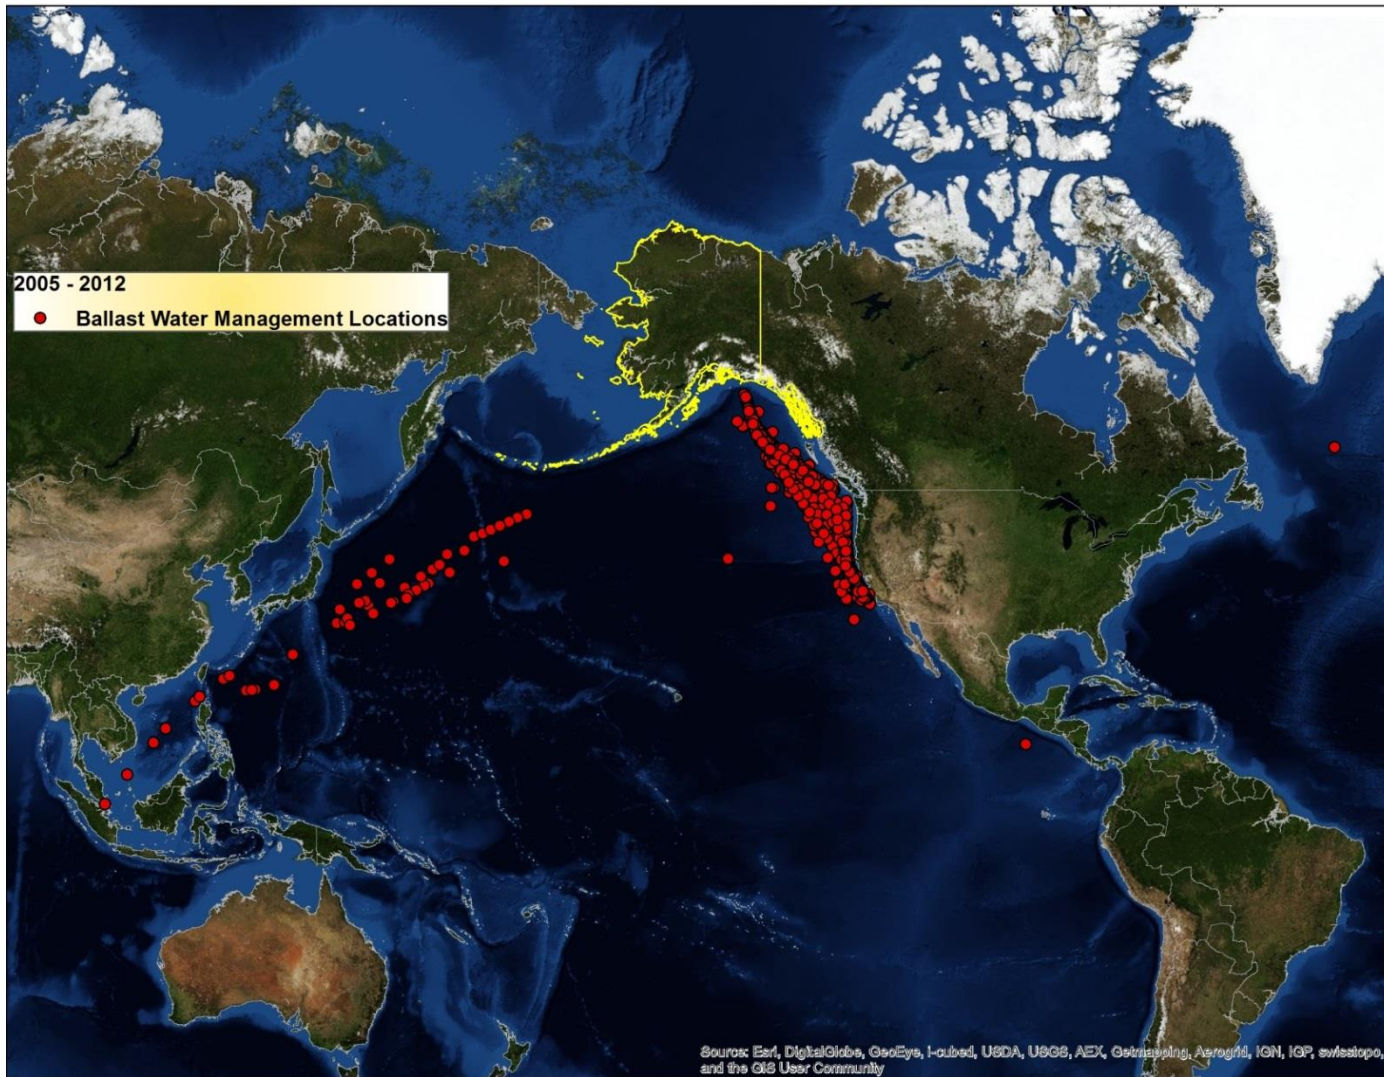 2005 - 2012
Ballast Water Management Locations
Source: Esri, DigitalGlobe, GeoEye, i-cubed, USDA, USGS, AEX, Getmapping, Aerogrid, IGN, IGP, swisstopo,
and the GIS User Community